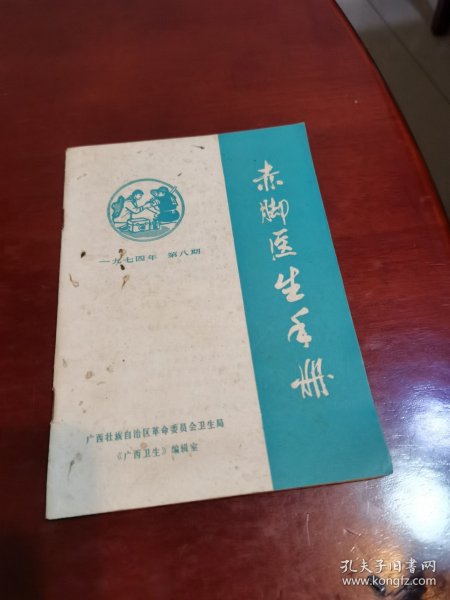 赤脚医生手册
一九七四年 第八期
广西壮族自治区革命委员会卫生局
《广西卫生》编辑室
孔夫子旧书网
www.kongfz.com